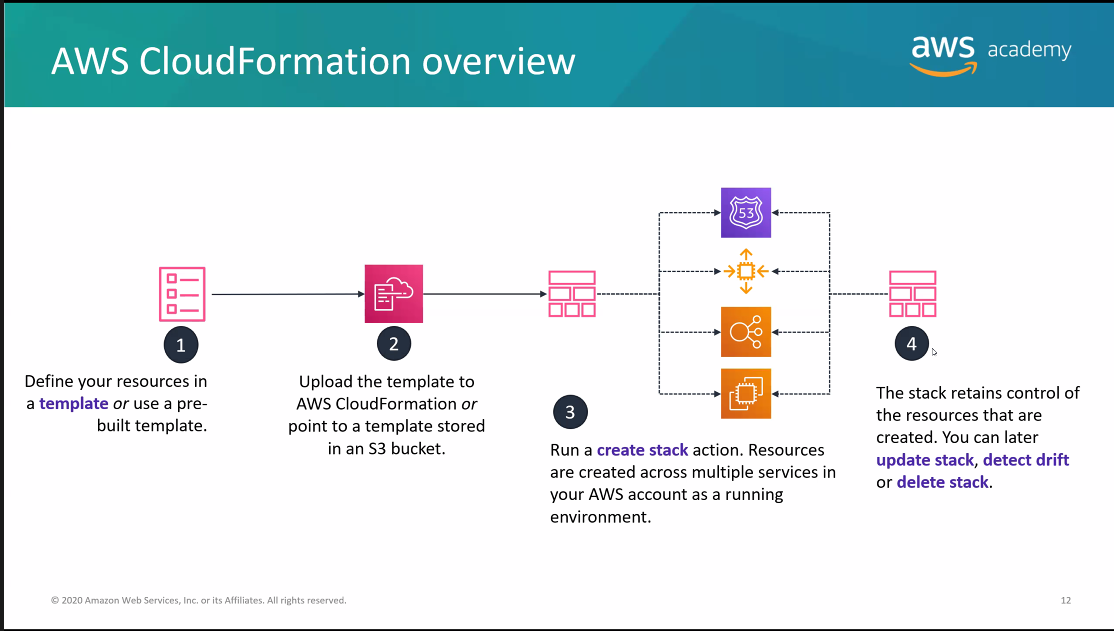 AWS CloudFormation overview
aws academy
53
1
Define your resources in
a template or use a pre-
built template.
2
Upload the template to
AWS CloudFormation or
point to a template stored
in an S3 bucket.
3
Run a create stack action. Resources
are created across multiple services in
your AWS account as a running
environment.
4
The stack retains control of
the resources that are
created. You can later
update stack, detect drift
or delete stack.
© 2020 Amazon Web Services, Inc. or its Affiliates. All rights reserved.
12